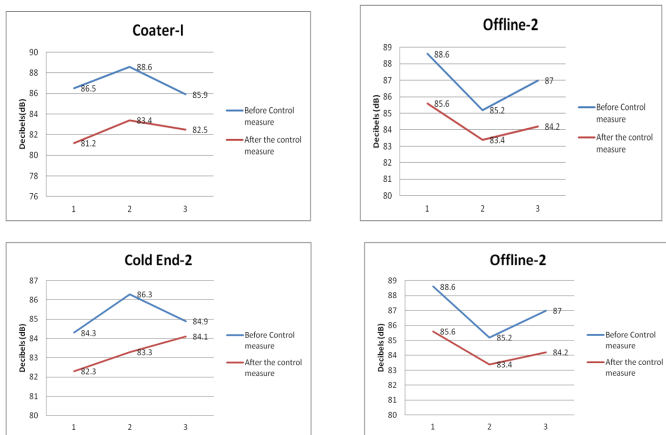 Coater-I
Decibels (dB)
90
88
86
84
82
80
78
76
86.5
88.6
85.9
81.2
83.4
82.5
1 2 3
Before Control
measure
After the control
measure
Offline-2
Decibels (dB)
89
88
87
86
85
84
83
82
81
80
88.6
85.2
87
85.6
83.4
84.2
1 2 3
Before Control
measure
After the control
measure
Cold End-2
Decibels (dB)
87
86
85
84
83
82
81
80
84.3
86.3
84.9
82.3
83.3
84.1
1 2 3
Before Control
measure
After the control
measure
Offline-2
Decibels (dB)
89
88
87
86
85
84
83
82
81
80
88.6
85.2
87
85.6
83.4
84.2
1 2 3
Before Control
measure
After the control
measure